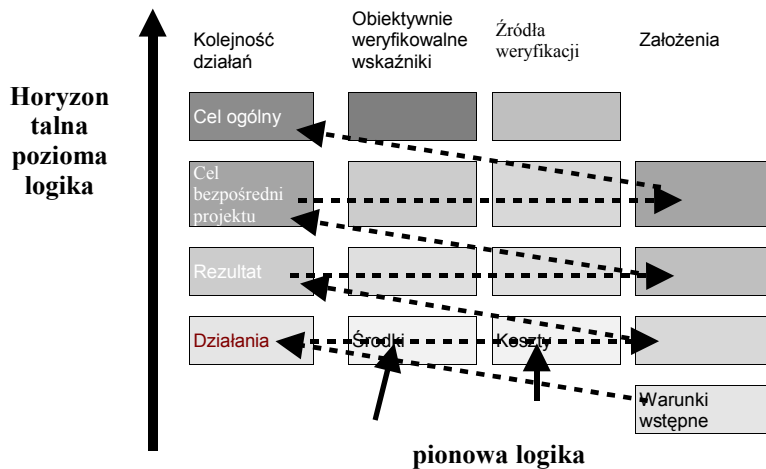 Kolejność
działań
Obiektywnie
weryfikowalne
wskaźniki
Źródła
weryfikacji
Założenia
Horyzon
talna
pozioma
logika
Cel ogólny
Cel
bezpośredni
projektu
Rezultat
Działania
Środki
Koszty
Warunki
wstępne
pionowa logika